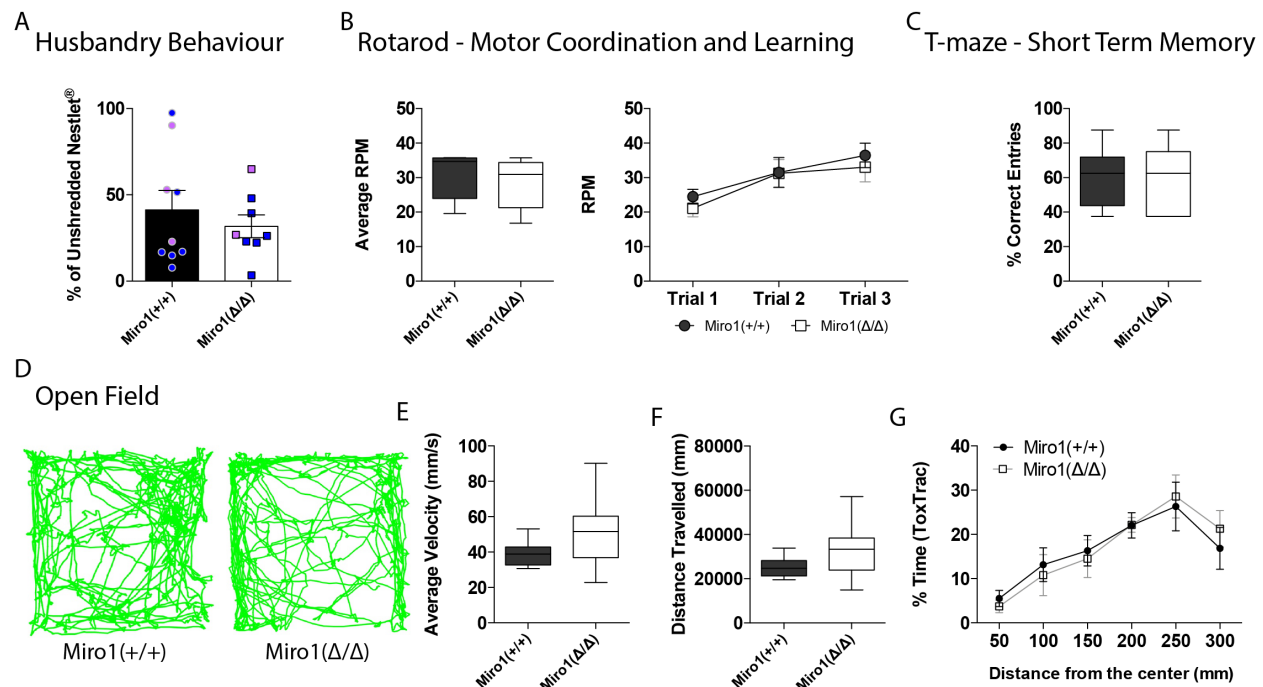 A
Husbandry Behaviour
% of Unshredded Nestlet®
100
50
0
Miro1(+/+)
Miro1(Δ/Δ)
B
Rotarod - Motor Coordination and Learning
Average RPM
50
40
30
20
10
0
Miro1(+/+)
Miro1(Δ/Δ)
RPM
50
40
30
20
10
0
Trial 1 Trial 2 Trial 3
Miro1(+/+) Miro1(Δ/Δ)
C
T-maze - Short Term Memory
% Correct Entries
100
80
60
40
20
0
Miro1(+/+)
Miro1(Δ/Δ)
D
Open Field
Miro1(+/+)
Miro1(Δ/Δ)
E
Average Velocity (mm/s)
100
80
60
40
20
0
Miro1(+/+)
Miro1(Δ/Δ)
F
Distance Travelled (mm)
80000
60000
40000
20000
0
Miro1(+/+)
Miro1(Δ/Δ)
G
% Time (ToxTrac)
40
30
20
10
0
Miro1(+/+)
Miro1(Δ/Δ)
50 100 150 200 250 300
Distance from the center (mm)